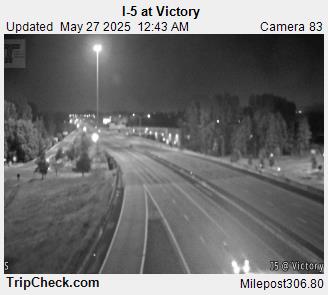 I-5 at Victory
Updated May 27 2025 12:43 AM Camera 83
S
I5 @ Victory
TripCheck.com Milepost306.80